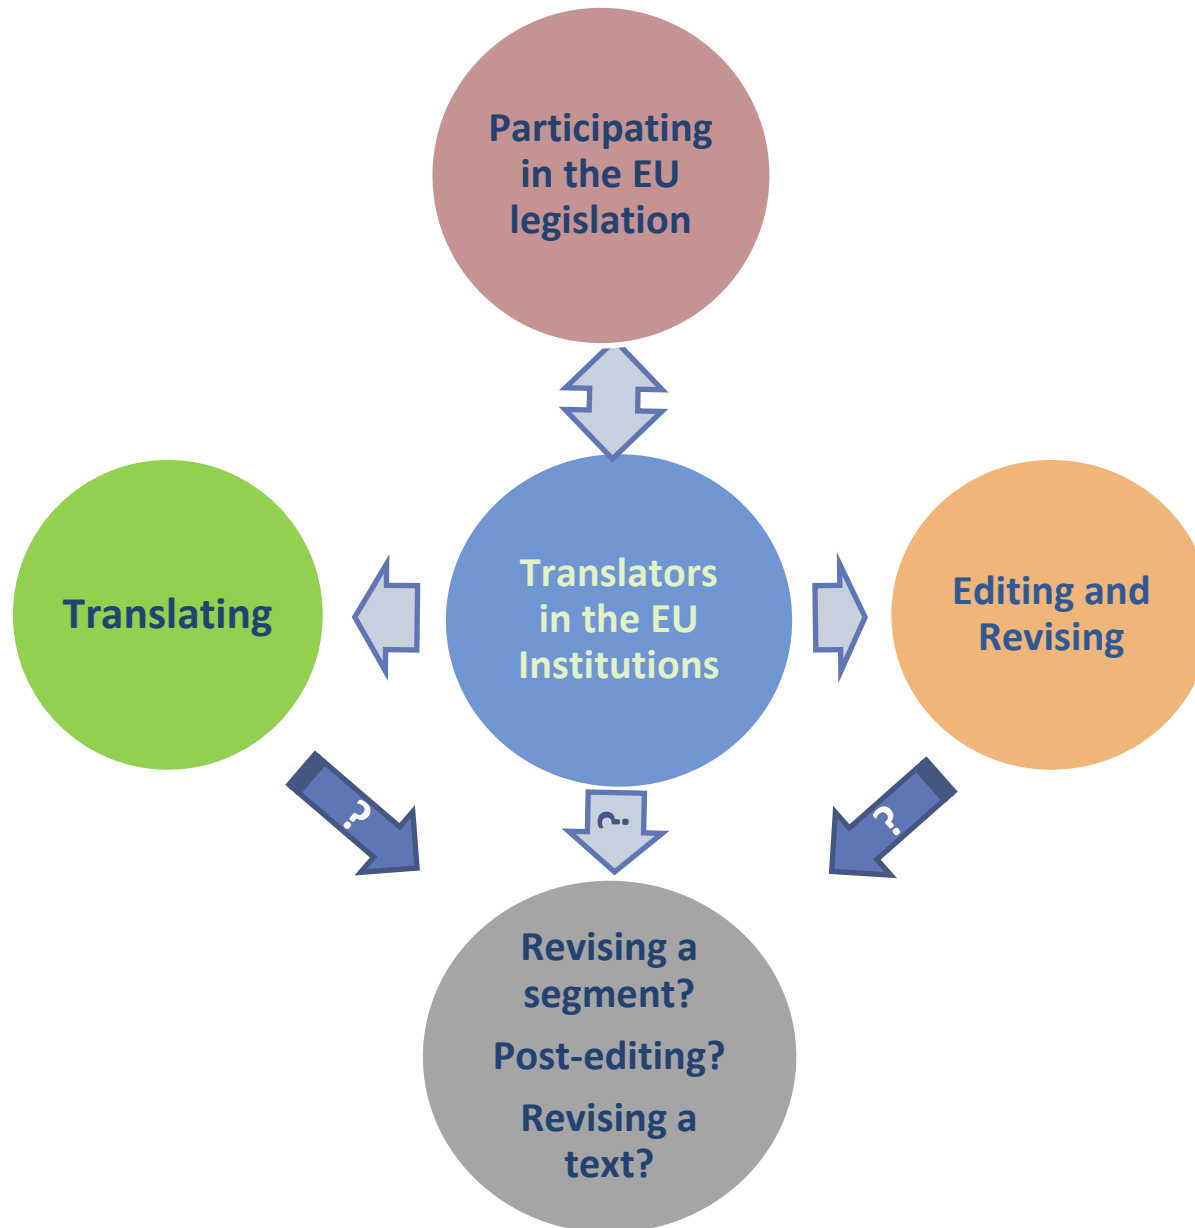 Participating
in the EU
legislation
Translating
Translators
in the EU
Institutions
Editing and
Revising
?
?
?
Revising a
segment?
Post-editing?
Revising a
text?